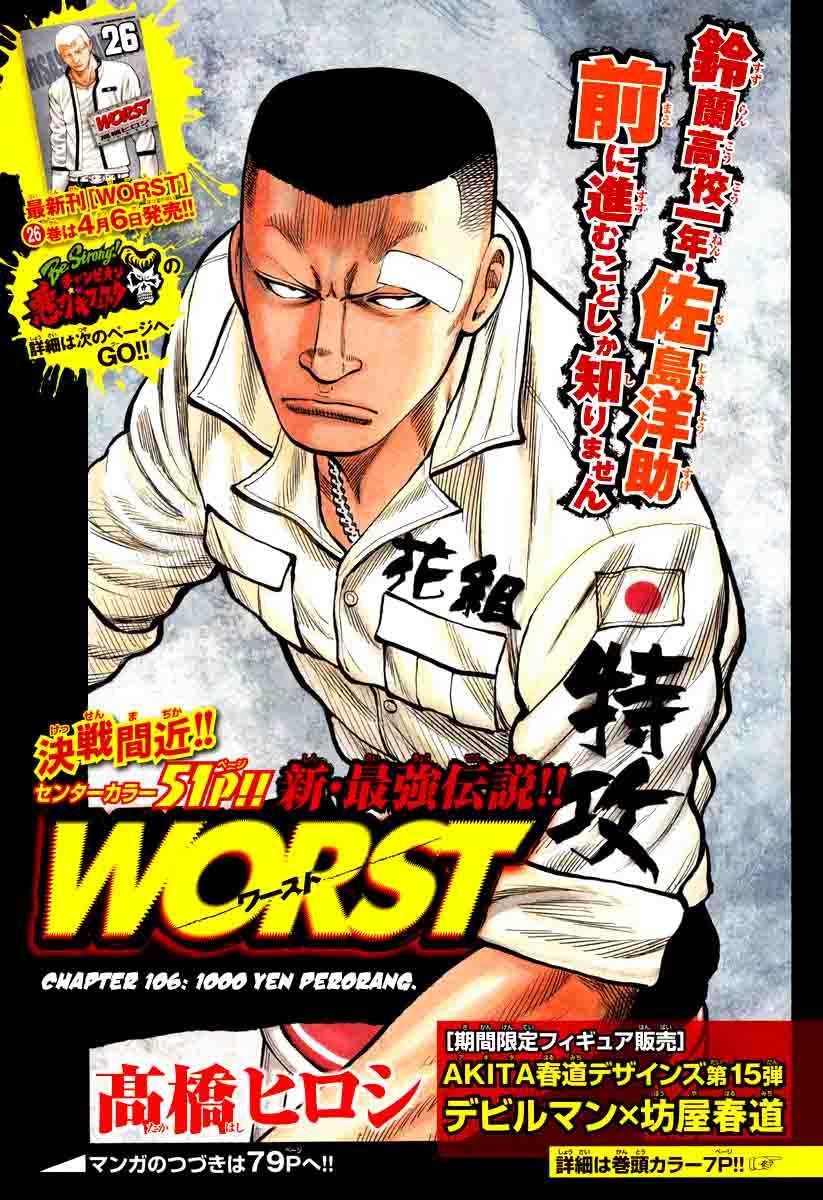 鈴蘭高校一年・佐島洋助
前に進むことしか知りません
26
WORST
髙橋ヒロシ
最新刊[WORST]
26巻は4月6日発売!!
Be Strong!
チャンピオン
悪ガキフェスタの
詳細は次のページへ
GO!!
花組
特攻
決戦間近!!
センターカラー51P!! 新・最強伝説!!
WORST
ワースト
CHAPTER 106: 1000 YEN PERORANG.
髙橋ヒロシ
[期間限定フィギュア販売]
AKITA春道デザインズ第15弾
デビルマン×坊屋春道
マンガのつづきは79Pへ!!
詳細は巻頭カラー7P!!